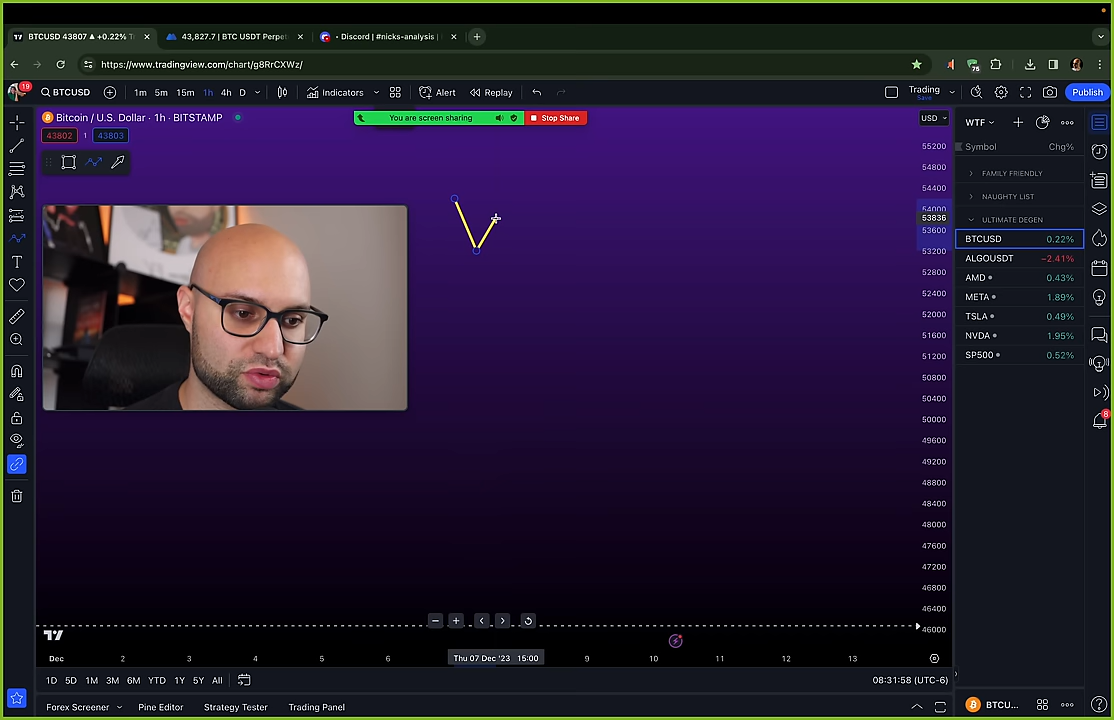 BTCUSD 43807 ▲ +0.22%
43,827.7 | BTC USDT Perpet
• Discord | #nicks-analysis |
https://www.tradingview.com/chart/g8RrCXWz/
75
19
BTCUSD
1m 5m 15m 1h 4h D
Indicators
Alert
Replay
Trading
Save
Publish
Bitcoin / U.S. Dollar · 1h · BITSTAMP
You are screen sharing
Stop Share
USD
43802 1 43803
WTF
Symbol Chg%
FAMILY FRIENDLY
NAUGHTY LIST
ULTIMATE DEGEN
BTCUSD 0.22%
ALGOUSDT −2.41%
AMD 0.43%
META 1.89%
TSLA 0.49%
NVDA 1.95%
SP500 0.52%
8
55200
54800
54400
54000
53836
53600
53200
52800
52400
52000
51600
51200
50800
50400
50000
49600
49200
48800
48400
48000
47600
47200
46800
46400
46000
Dec 2 3 4 5 6 Thu 07 Dec '23 15:00 9 10 11 12 13
1D 5D 1M 3M 6M YTD 1Y 5Y All
08:31:58 (UTC-6)
Forex Screener Pine Editor Strategy Tester Trading Panel
BTCU...